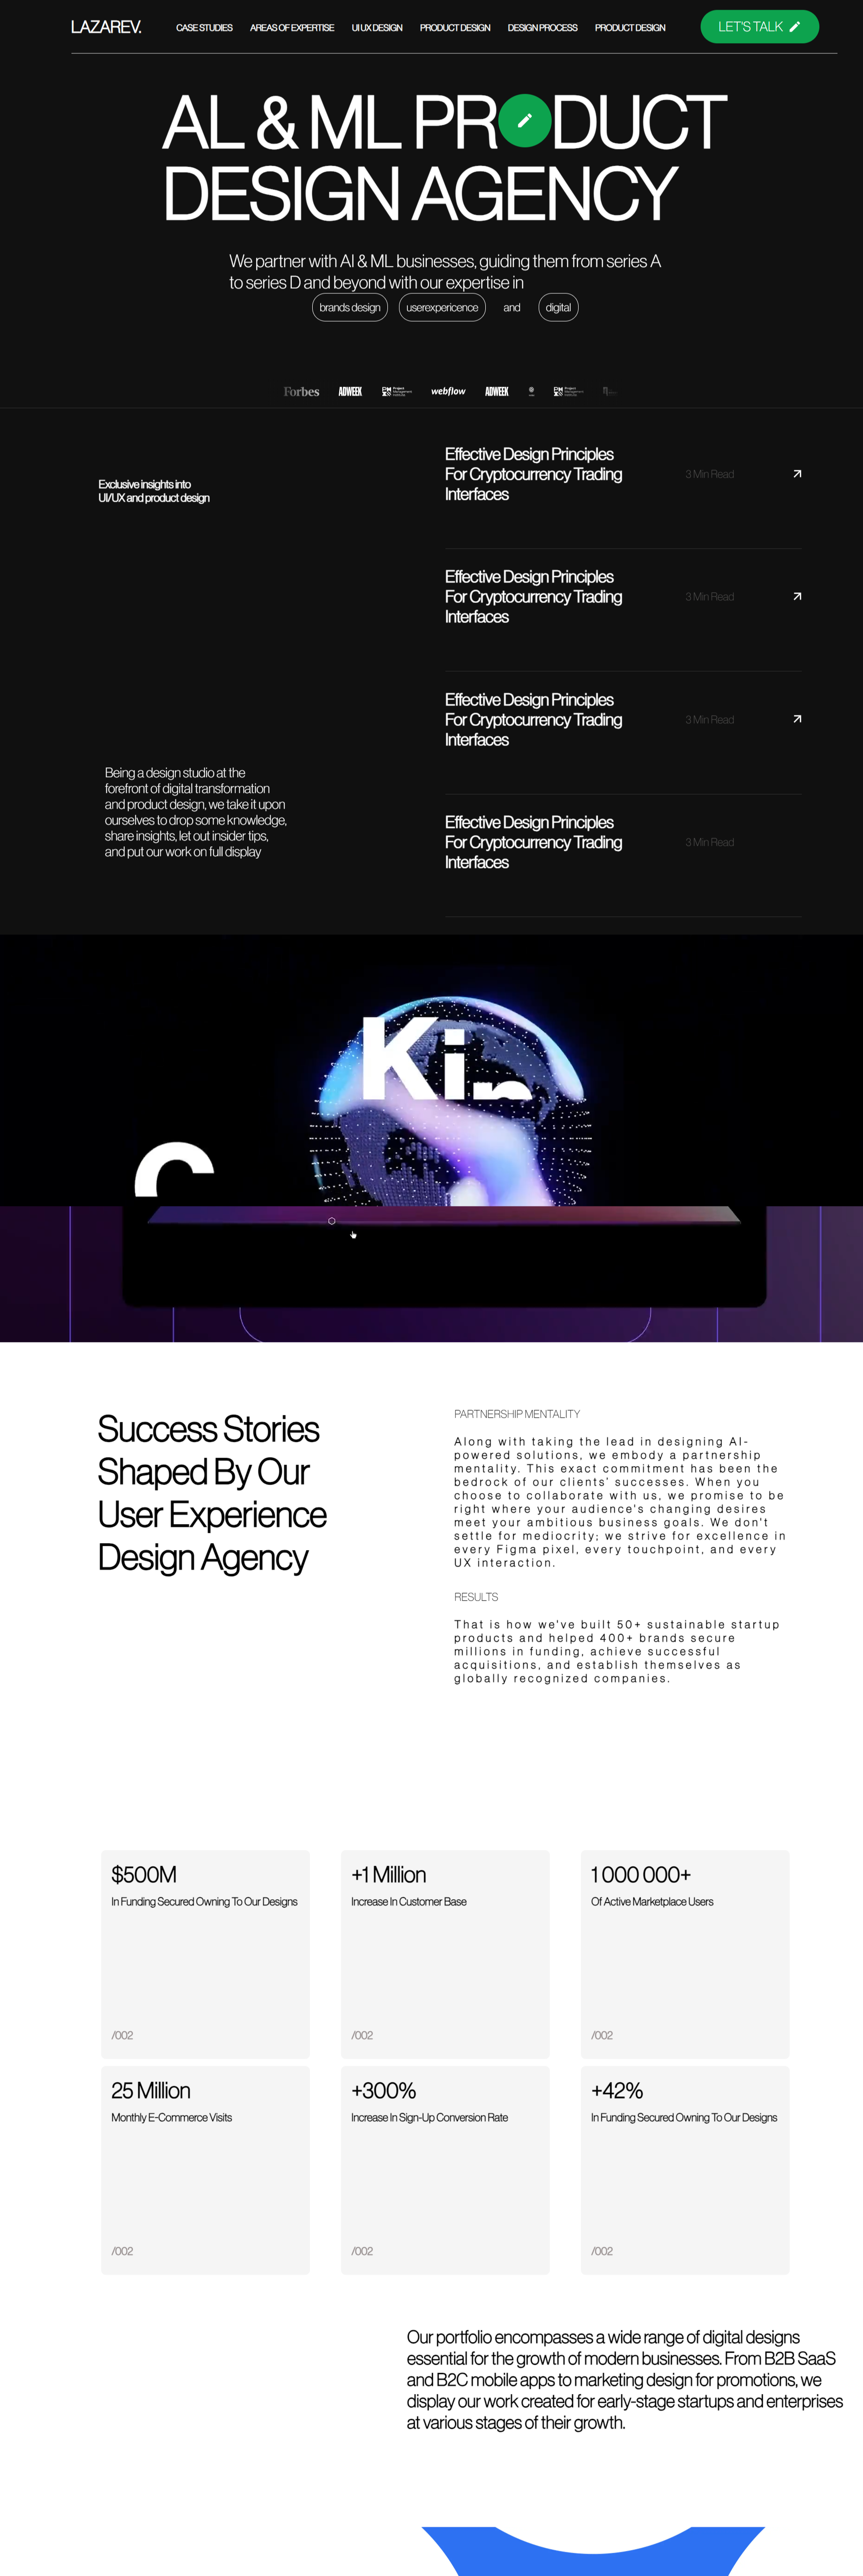 LAZAREV.
CASE STUDIES AREAS OF EXPERTISE UI UX DESIGN PRODUCT DESIGN DESIGN PROCESS PRODUCT DESIGN
LET'S TALK
AL & ML PR DUCT
DESIGN AGENCY
We partner with AI & ML businesses, guiding them from series A
to series D and beyond with our expertise in
brands design userexpericence and digital
Forbes ADWEEK Project Management Institute webflow ADWEEK Project Management Institute
Exclusive insights into
UI/UX and product design
Being a design studio at the
forefront of digital transformation
and product design, we take it upon
ourselves to drop some knowledge,
share insights, let out insider tips,
and put our work on full display
Effective Design Principles
For Cryptocurrency Trading
Interfaces
3 Min Read
Effective Design Principles
For Cryptocurrency Trading
Interfaces
3 Min Read
Effective Design Principles
For Cryptocurrency Trading
Interfaces
3 Min Read
Effective Design Principles
For Cryptocurrency Trading
Interfaces
3 Min Read
Success Stories
Shaped By Our
User Experience
Design Agency
PARTNERSHIP MENTALITY
Along with taking the lead in designing AI-
powered solutions, we embody a partnership
mentality. This exact commitment has been the
bedrock of our clients' successes. When you
choose to collaborate with us, we promise to be
right where your audience's changing desires
meet your ambitious business goals. We don't
settle for mediocrity; we strive for excellence in
every Figma pixel, every touchpoint, and every
UX interaction.
RESULTS
That is how we've built 50+ sustainable startup
products and helped 400+ brands secure
millions in funding, achieve successful
acquisitions, and establish themselves as
globally recognized companies.
$500M
In Funding Secured Owning To Our Designs
/002
+1 Million
Increase In Customer Base
/002
1 000 000+
Of Active Marketplace Users
/002
25 Million
Monthly E-Commerce Visits
/002
+300%
Increase In Sign-Up Conversion Rate
/002
+42%
In Funding Secured Owning To Our Designs
/002
Our portfolio encompasses a wide range of digital designs
essential for the growth of modern businesses. From B2B SaaS
and B2C mobile apps to marketing design for promotions, we
display our work created for early-stage startups and enterprises
at various stages of their growth.